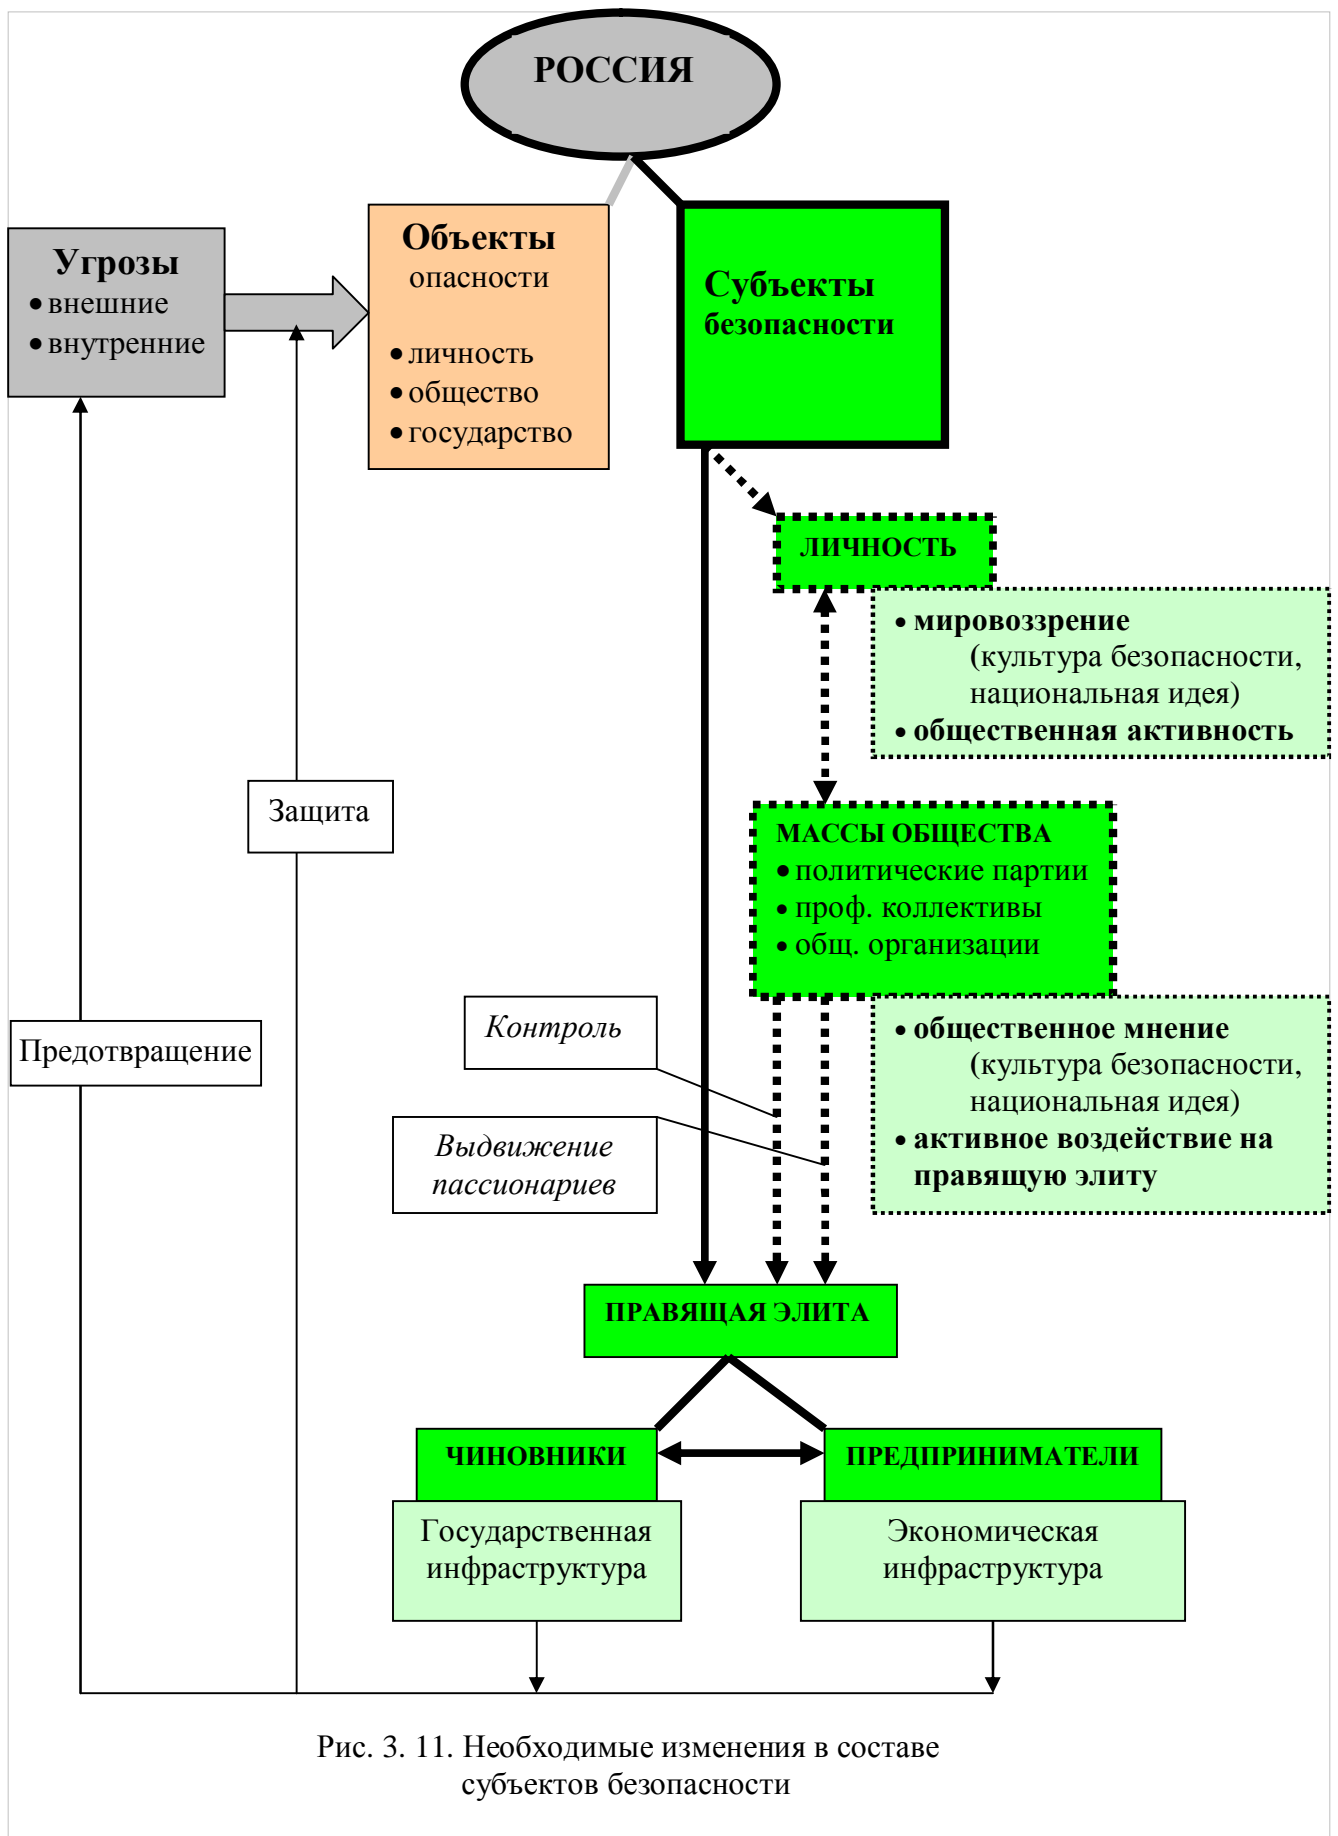 РОССИЯ
Угрозы
• внешние
• внутренние
Объекты
опасности
• личность
• общество
• государство
Субъекты
безопасности
ЛИЧНОСТЬ
• мировоззрение
(культура безопасности,
национальная идея)
• общественная активность
Защита
МАССЫ ОБЩЕСТВА
• политические партии
• проф. коллективы
• общ. организации
Предотвращение
Контроль
Выдвижение
пассионариев
• общественное мнение
(культура безопасности,
национальная идея)
• активное воздействие на
правящую элиту
ПРАВЯЩАЯ ЭЛИТА
ЧИНОВНИКИ
Государственная
инфраструктура
ПРЕДПРИНИМАТЕЛИ
Экономическая
инфраструктура
Рис. 3. 11. Необходимые изменения в составе
субъектов безопасности